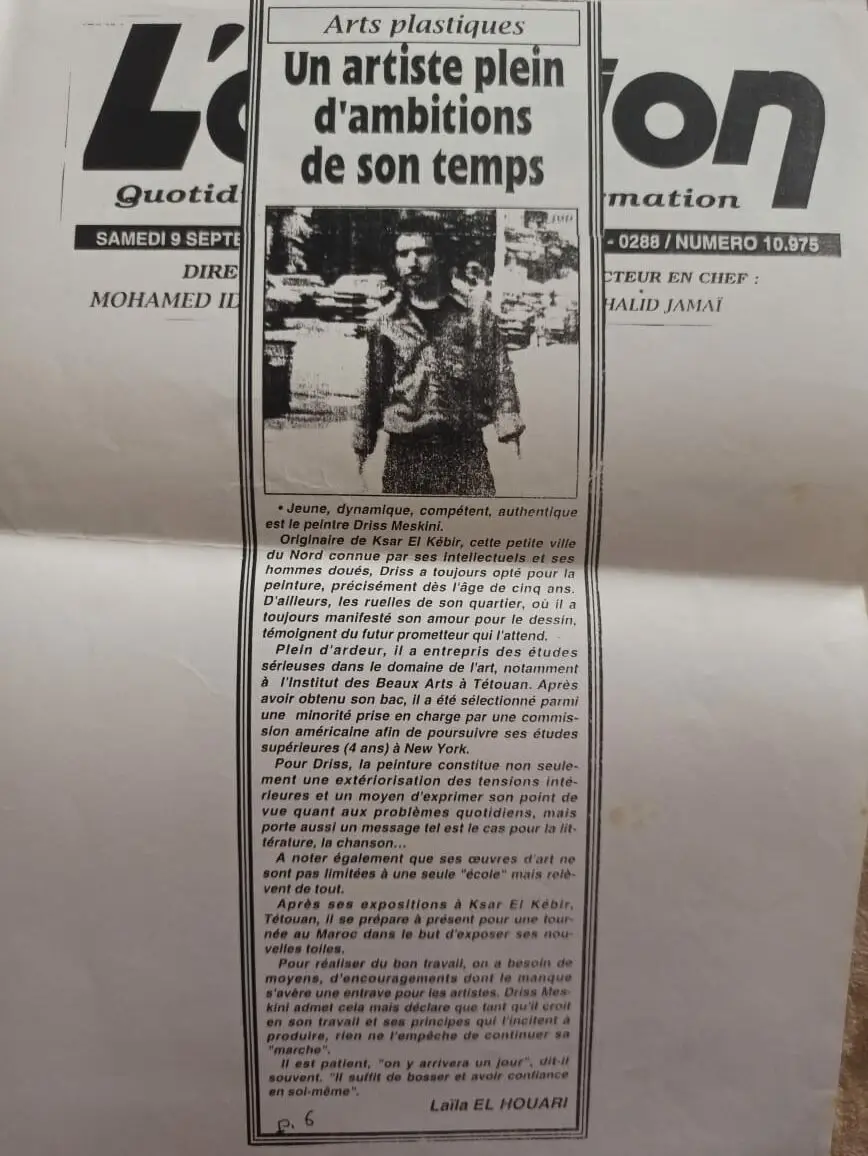 Arts plastiques
Un artiste plein
d'ambitions
de son temps
L'
ion
Quotid
rmation
SAMEDI 9 SEPTE
- 0288 / NUMERO 10.975
DIRE
CTEUR EN CHEF :
MOHAMED ID
HALID JAMAÏ
• Jeune, dynamique, compétent, authentique
est le peintre Driss Meskini.
Originaire de Ksar El Kébir, cette petite ville
du Nord connue par ses intellectuels et ses
hommes doués, Driss a toujours opté pour la
peinture, précisément dès l'âge de cinq ans.
D'ailleurs, les ruelles de son quartier, où il a
toujours manifesté son amour pour le dessin,
témoignent du futur prometteur qui l'attend.
Plein d'ardeur, il a entrepris des études
sérieuses dans le domaine de l'art, notamment
à l'Institut des Beaux Arts à Tétouan. Après
avoir obtenu son bac, il a été sélectionné parmi
une minorité prise en charge par une commis-
sion américaine afin de poursuivre ses études
supérieures (4 ans) à New York.
Pour Driss, la peinture constitue non seule-
ment une extériorisation des tensions inté-
rieures et un moyen d'exprimer son point de
vue quant aux problèmes quotidiens, mais
porte aussi un message tel est le cas pour la lit-
térature, la chanson...
A noter également que ses œuvres d'art ne
sont pas limitées à une seule "école" mais relè-
vent de tout.
Après ses expositions à Ksar El Kébir,
Tétouan, il se prépare à présent pour une tour-
née au Maroc dans le but d'exposer ses nou-
velles toiles.
Pour réaliser du bon travail, on a besoin de
moyens, d'encouragements dont le manque
s'avère une entrave pour les artistes. Driss Mes-
kini admet cela mais déclare que tant qu'il croit
en son travail et ses principes qui l'incitent à
produire, rien ne l'empêche de continuer sa
"marche".
Il est patient, "on y arrivera un jour", dit-il
souvent. "Il suffit de bosser et avoir confiance
en soi-même".
Laïla EL HOUARI
p. 6